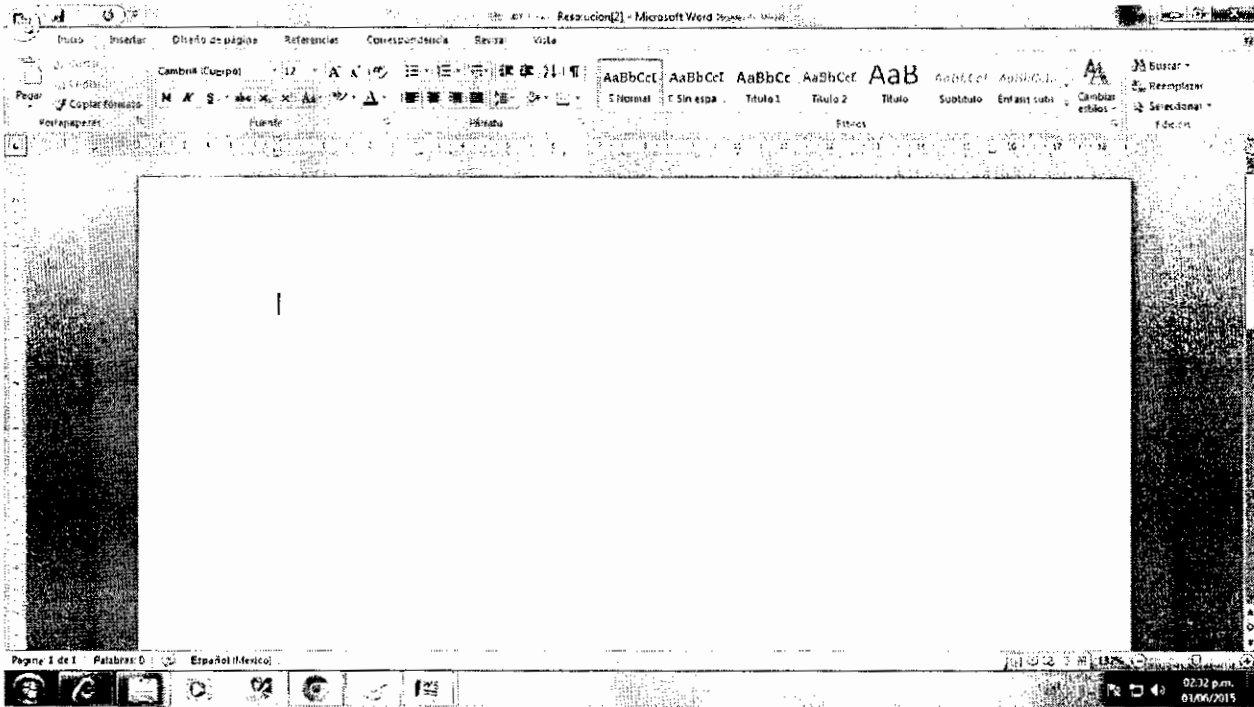 Resolucion[2] - Microsoft Word
Inicio Insertar Diseño de página Referencias Correspondencia Revisar Vista
Cambria (Cuerpo) 12
Pegar Copiar formato
N K S abc
AaBbCcI AaBbCcI AaBbCc AaBbCcI AaB
Normal Sin espa... Título 1 Título 2 Título Subtítulo Énfasis sutil
Cambiar estilos
Buscar
Reemplazar
Seleccionar
Portapapeles Fuente Párrafo Estilos Edición
Página: 1 de 1 Palabras: 0 Español (México) 132%
02:32 p.m.
03/06/2015